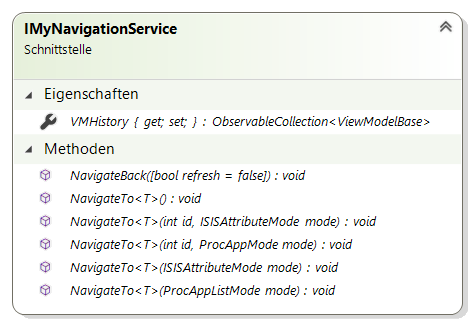 IMyNavigationService
Schnittstelle
Eigenschaften
VMHistory { get; set; } : ObservableCollection<ViewModelBase>
Methoden
NavigateBack([bool refresh = false]) : void
NavigateTo<T>() : void
NavigateTo<T>(int id, ISISAttributeMode mode) : void
NavigateTo<T>(int id, ProcAppMode mode) : void
NavigateTo<T>(ISISAttributeMode mode) : void
NavigateTo<T>(ProcAppListMode mode) : void